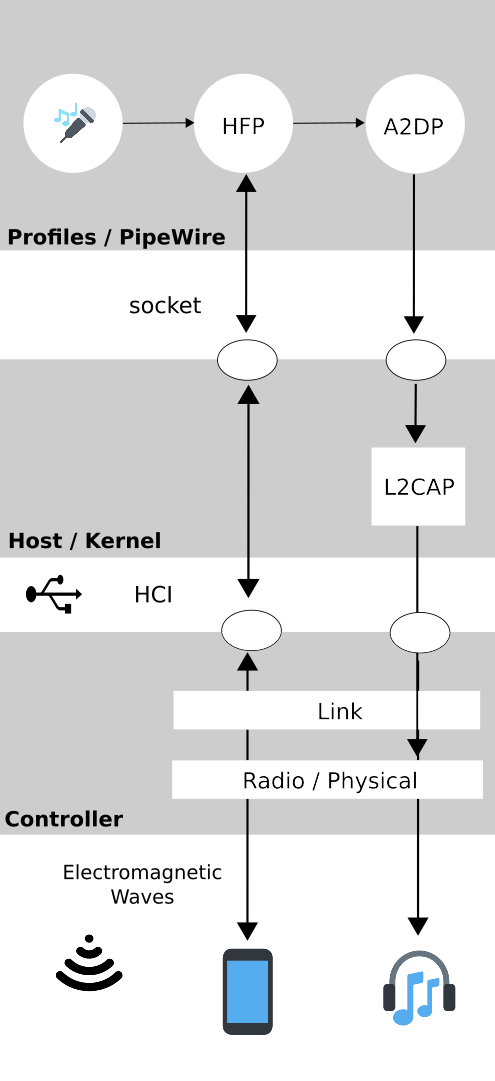 HFP
A2DP
Profiles / PipeWire
socket
L2CAP
Host / Kernel
HCI
Link
Radio / Physical
Controller
Electromagnetic
Waves